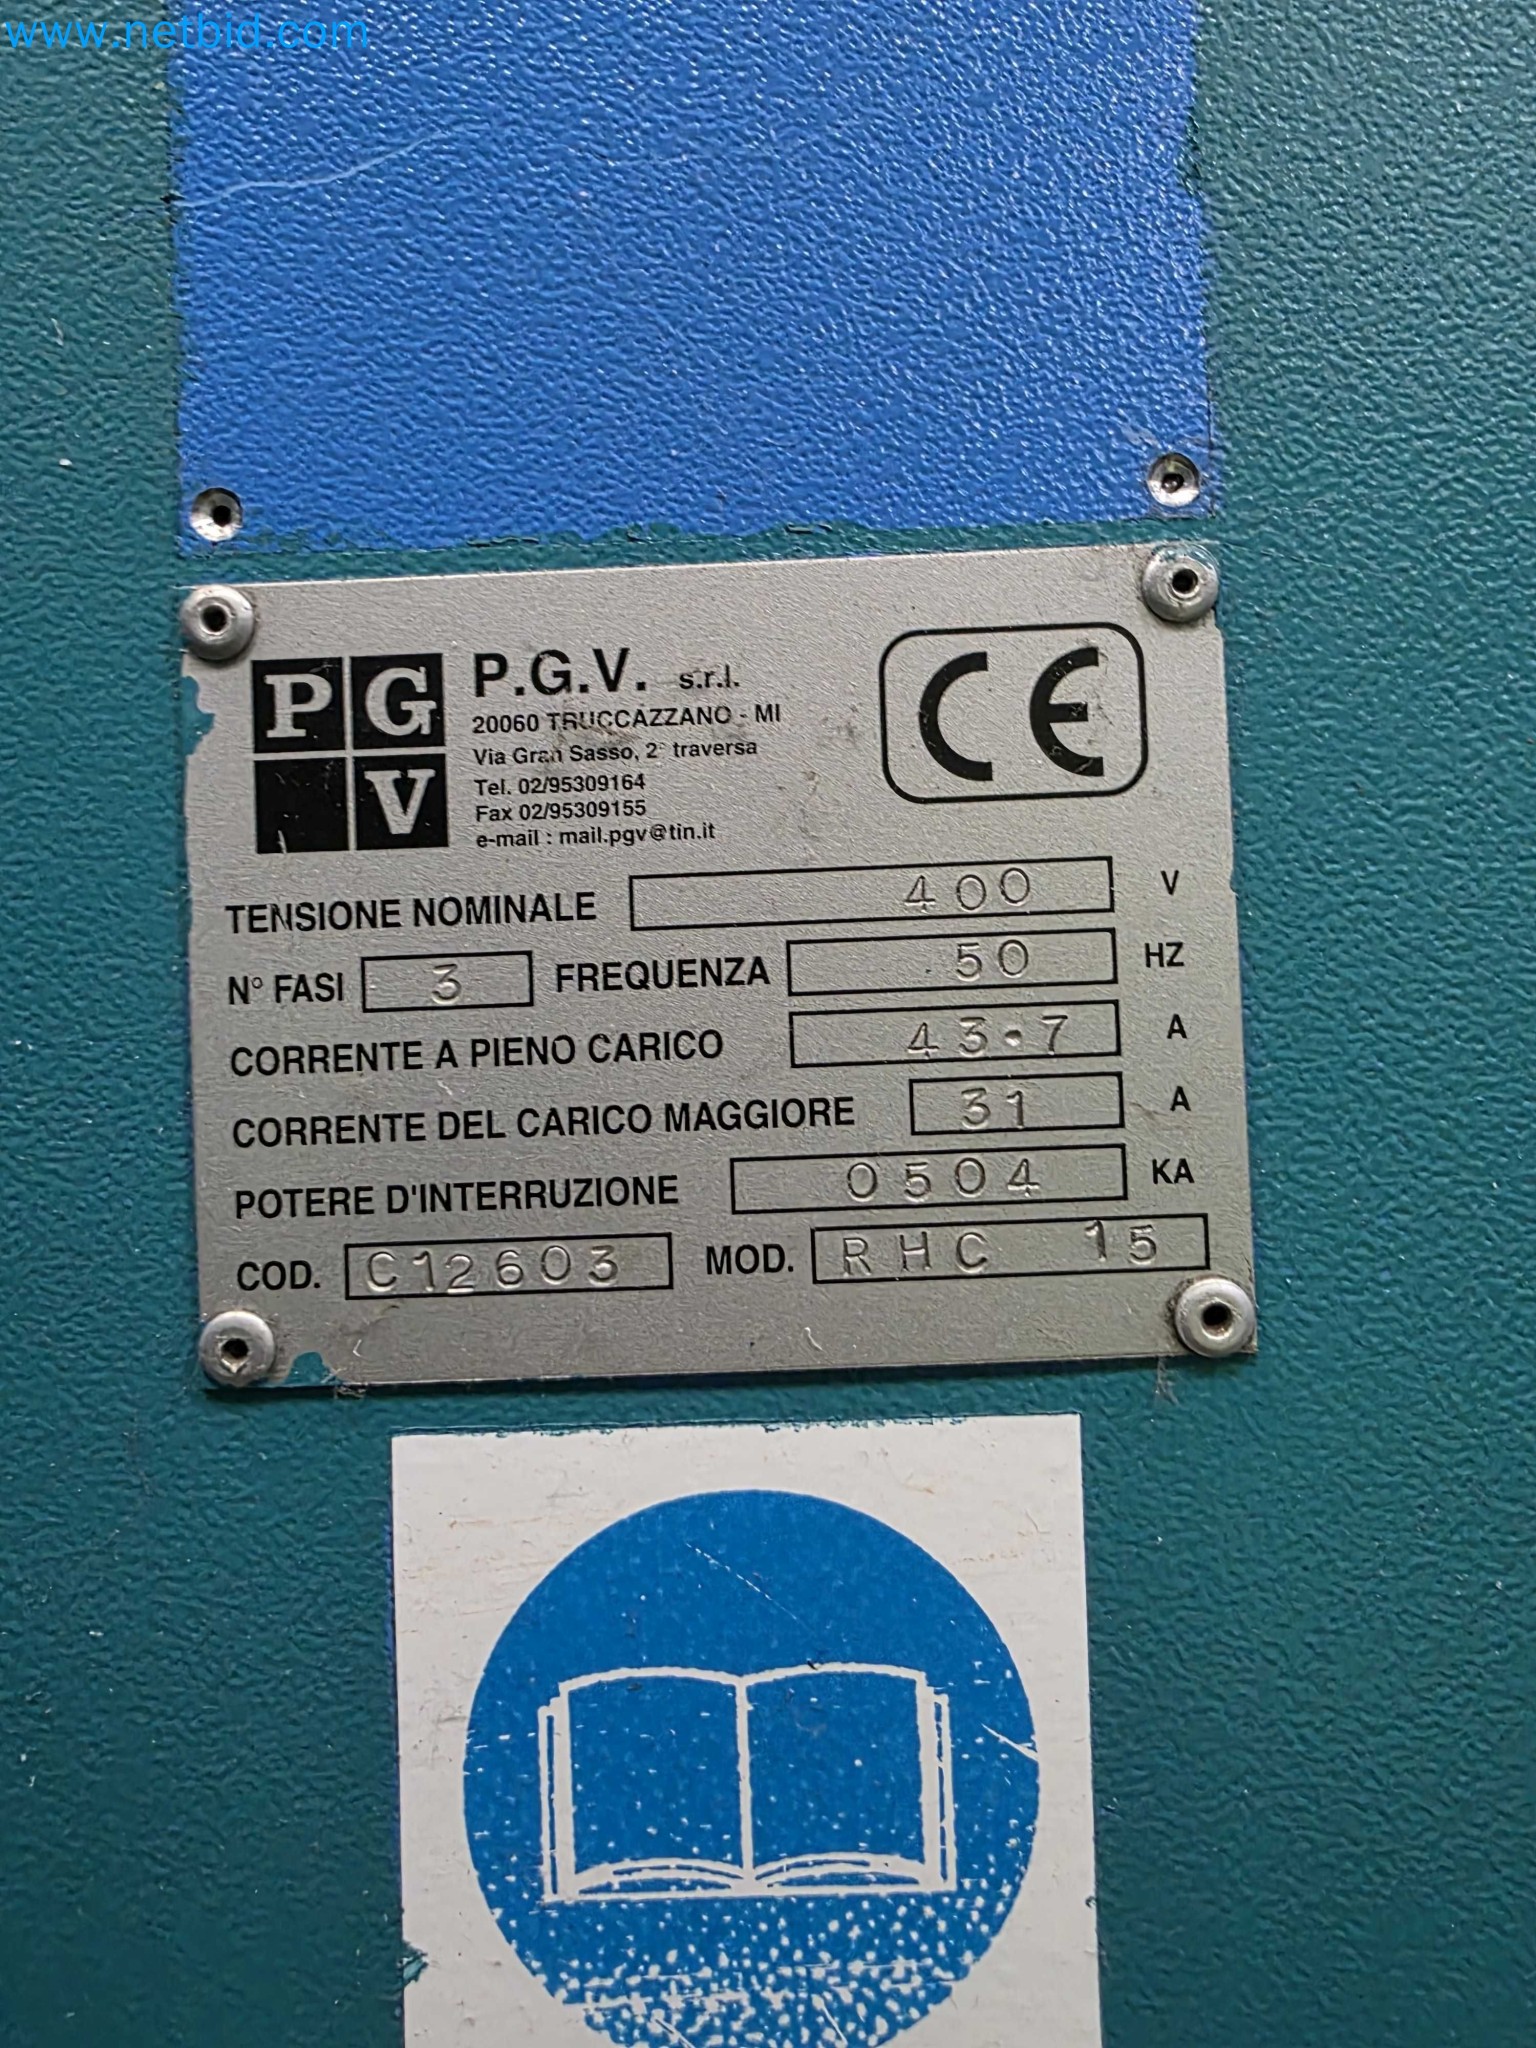 www.netbid.com
P G
V
P.G.V. s.r.l.
20060 TRUCCAZZANO - MI
Via Gran Sasso, 2° traversa
Tel. 02/95309164
Fax 02/95309155
e-mail : mail.pgv@tin.it
CE
TENSIONE NOMINALE 400 V
N° FASI 3 FREQUENZA 50 HZ
CORRENTE A PIENO CARICO 43.7 A
CORRENTE DEL CARICO MAGGIORE 31 A
POTERE D'INTERRUZIONE 0504 KA
COD. C12603 MOD. RHC 15